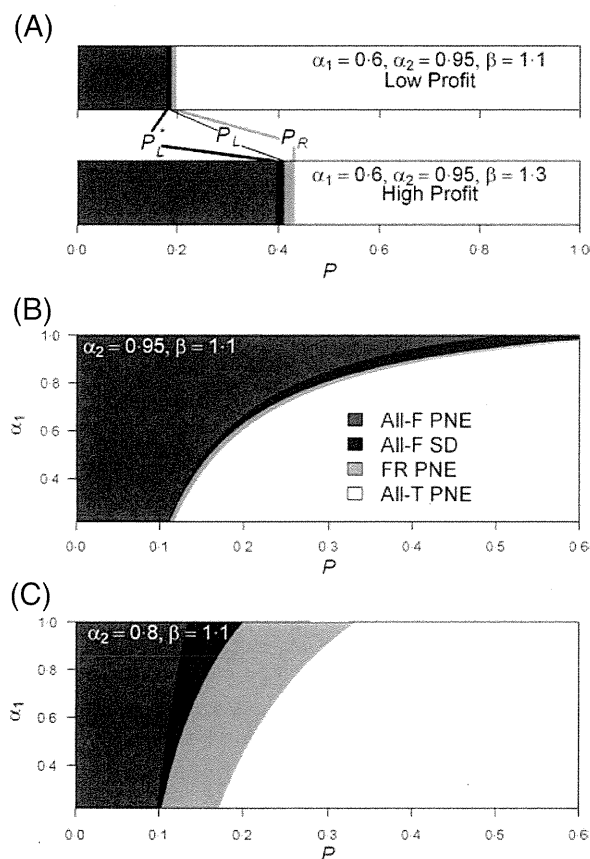 (A)
α₁ = 0·6, α₂ = 0·95, β = 1·1
Low Profit
P*L PL PR
α₁ = 0·6, α₂ = 0·95, β = 1·3
High Profit
0·0 0·2 0·4 0·6 0·8 1·0
P
(B)
α₂ = 0·95, β = 1·1
1·0
0·8
0·6
0·4
α₁
All-F PNE
All-F SD
FR PNE
All-T PNE
0·0 0·1 0·2 0·3 0·4 0·5 0·6
P
(C)
α₂ = 0·8, β = 1·1
1·0
0·8
0·6
0·4
α₁
0·0 0·1 0·2 0·3 0·4 0·5 0·6
P